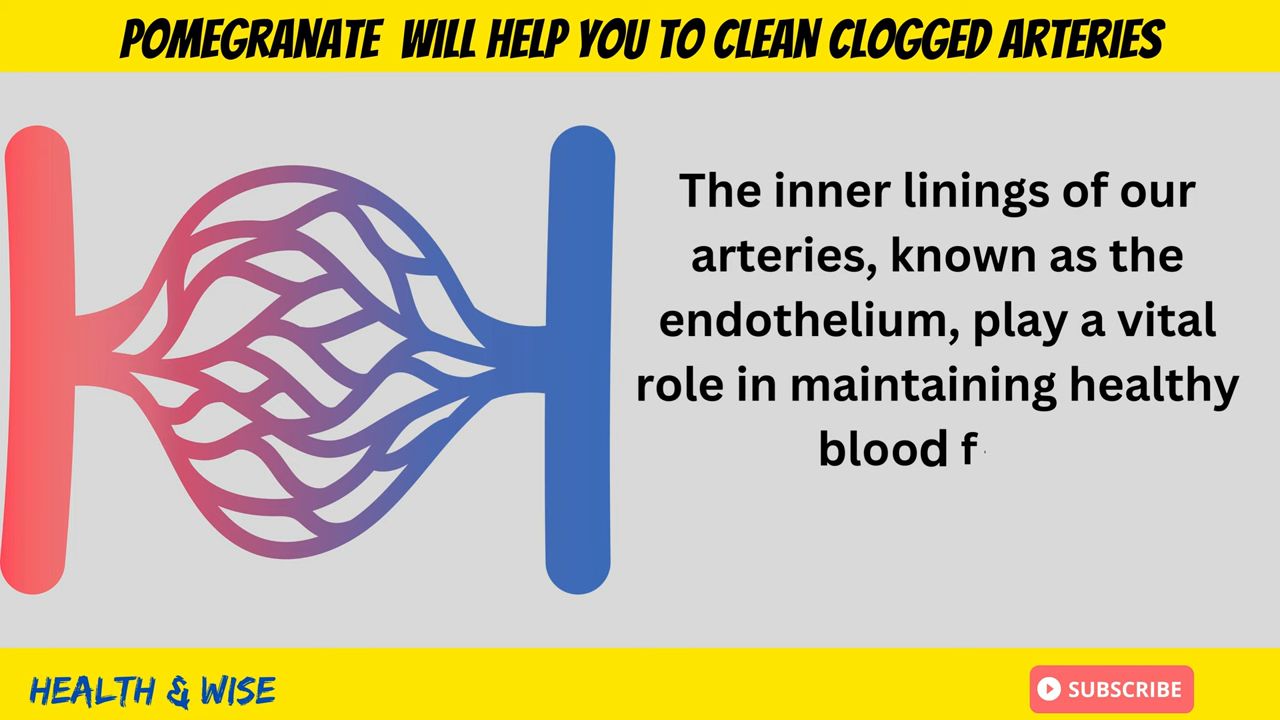 POMEGRANATE WILL HELP YOU TO CLEAN CLOGGED ARTERIES
The inner linings of our
arteries, known as the
endothelium, play a vital
role in maintaining healthy
blood f
HEALTH & WISE
SUBSCRIBE